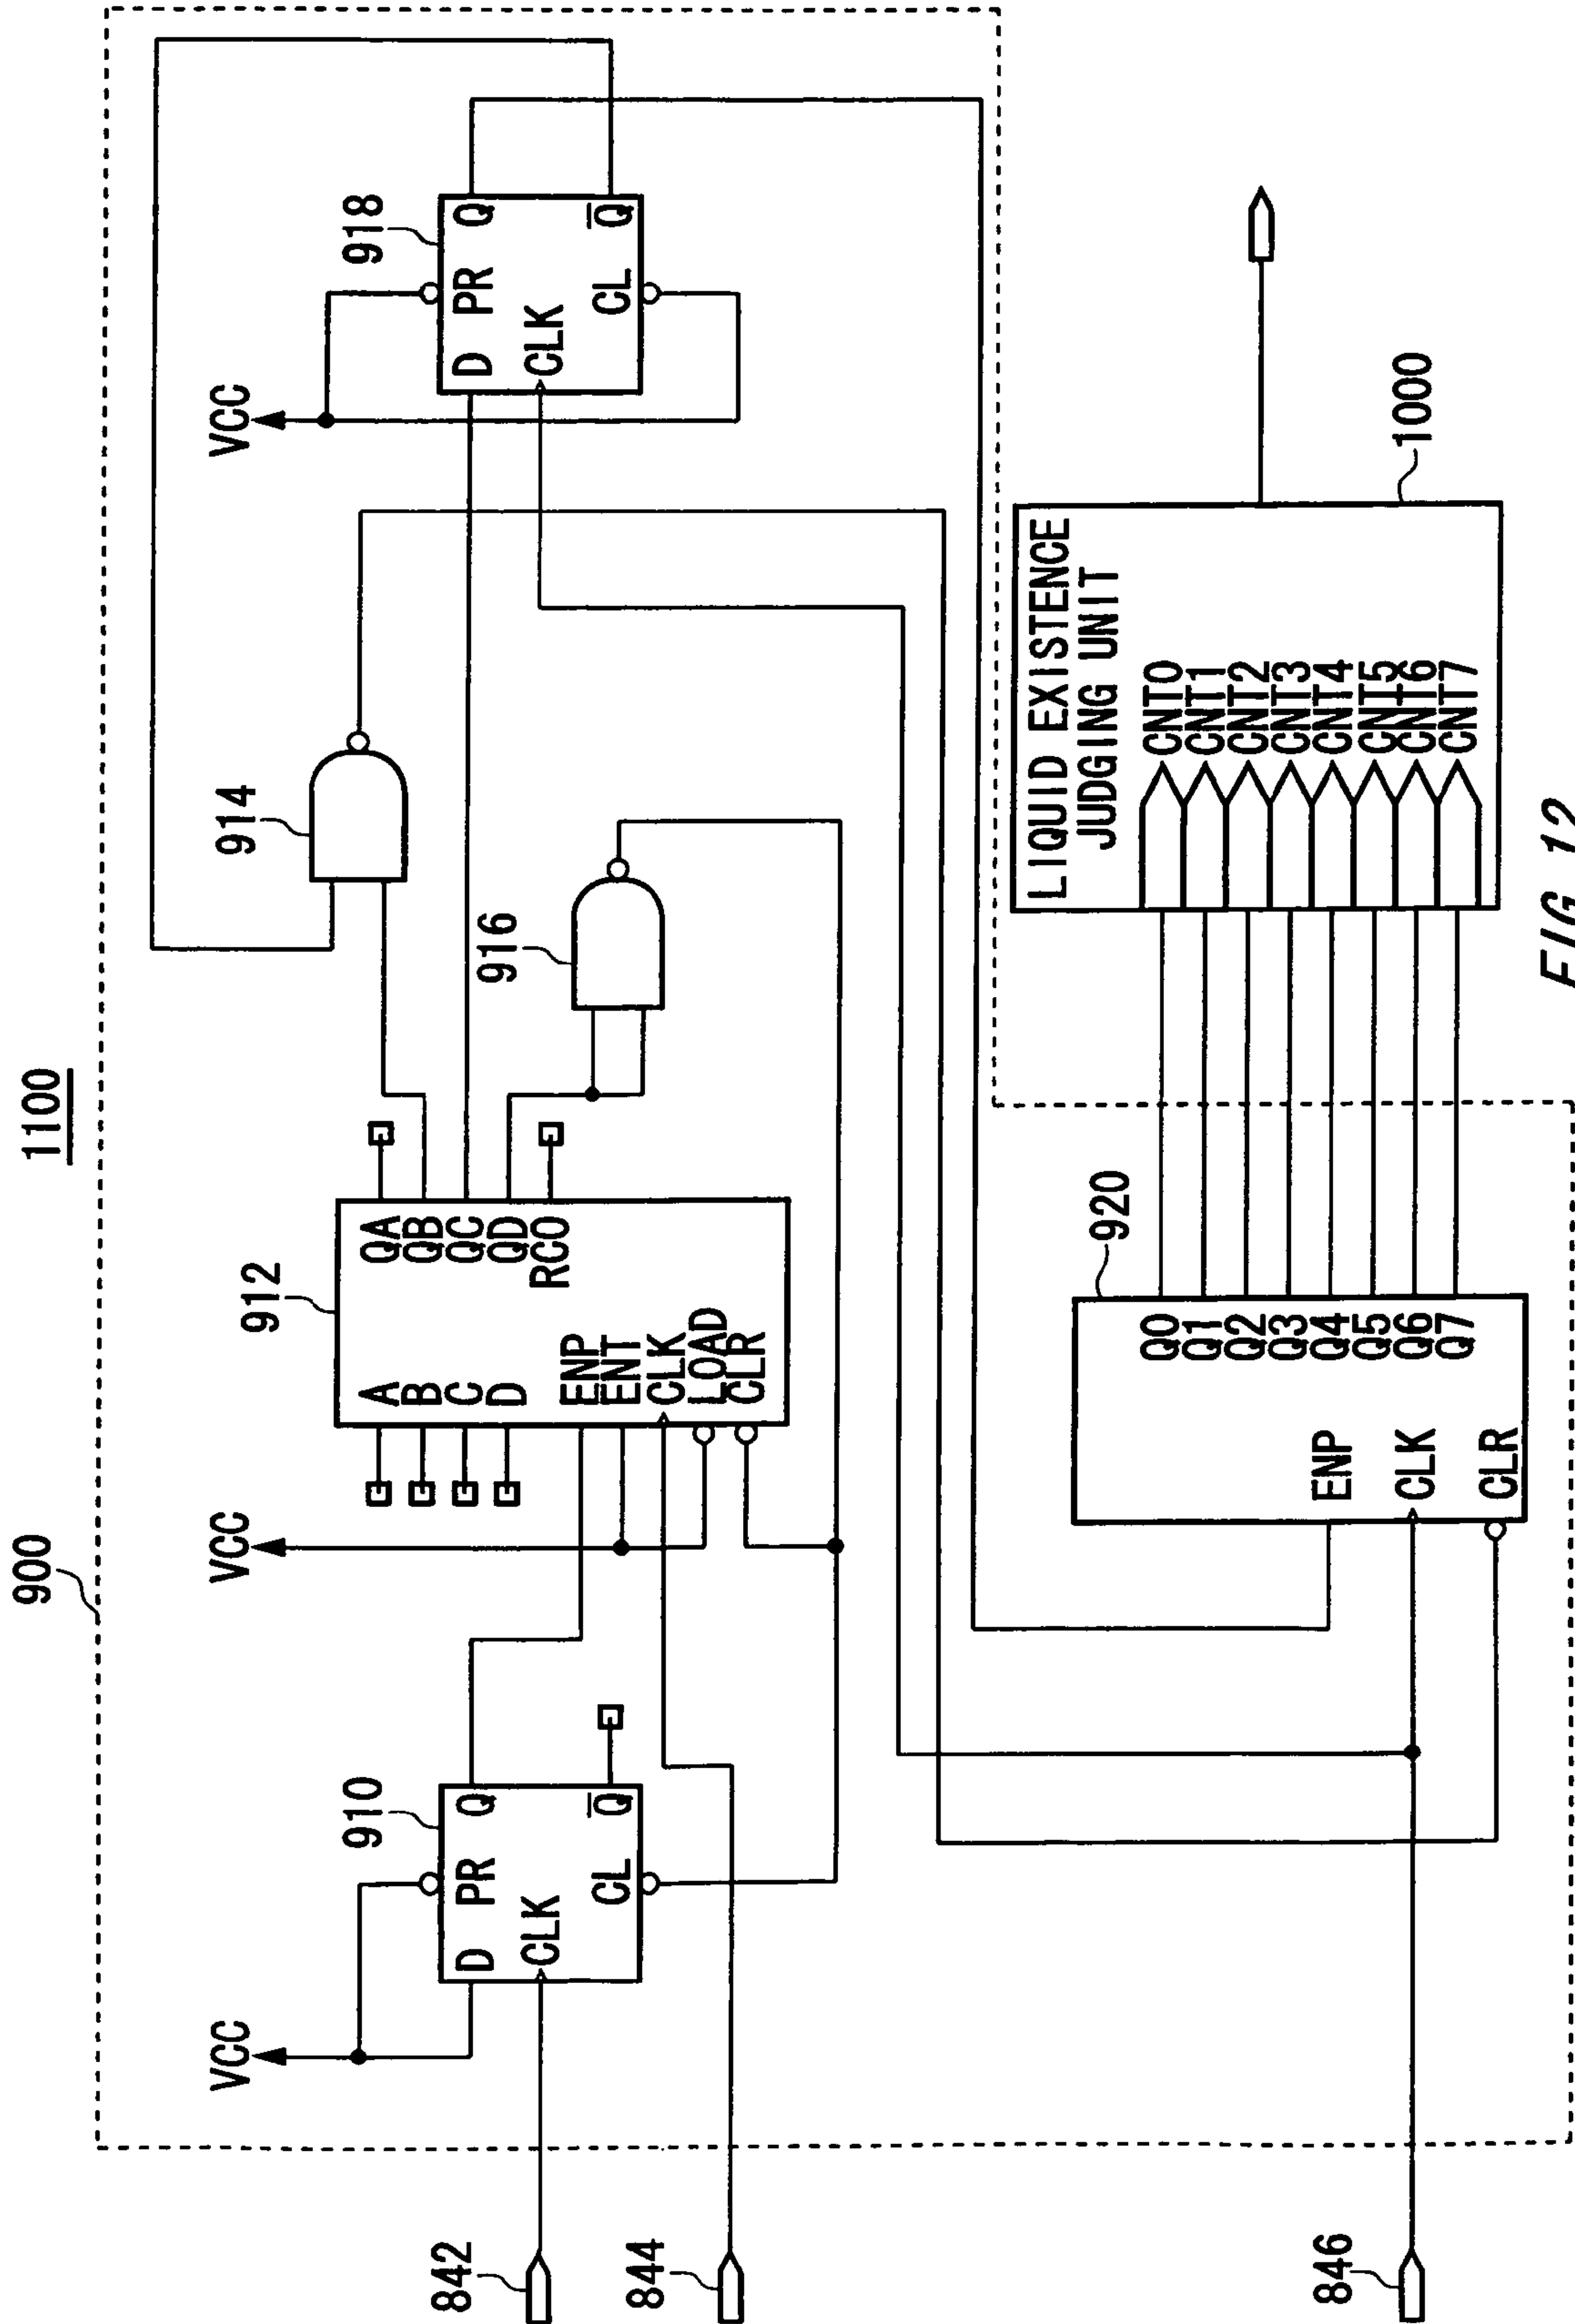 1100
900
VCC
VCC
VCC
910
D PR Q
CLK
CL Q
912
A QA
B QB
C QC
D QD
RCO
ENP
ENT
CLK
LOAD
CLR
914
916
918
D PR Q
CLK
CL Q
842
844
846
920
Q0
Q1
Q2
Q3
Q4
Q5
Q6
Q7
ENP
CLK
CLR
LIQUID EXISTENCE
JUDGING UNIT
CNT0
CNT1
CNT2
CNT3
CNT4
CNT5
CNT6
CNT7
1000
FIG. 12